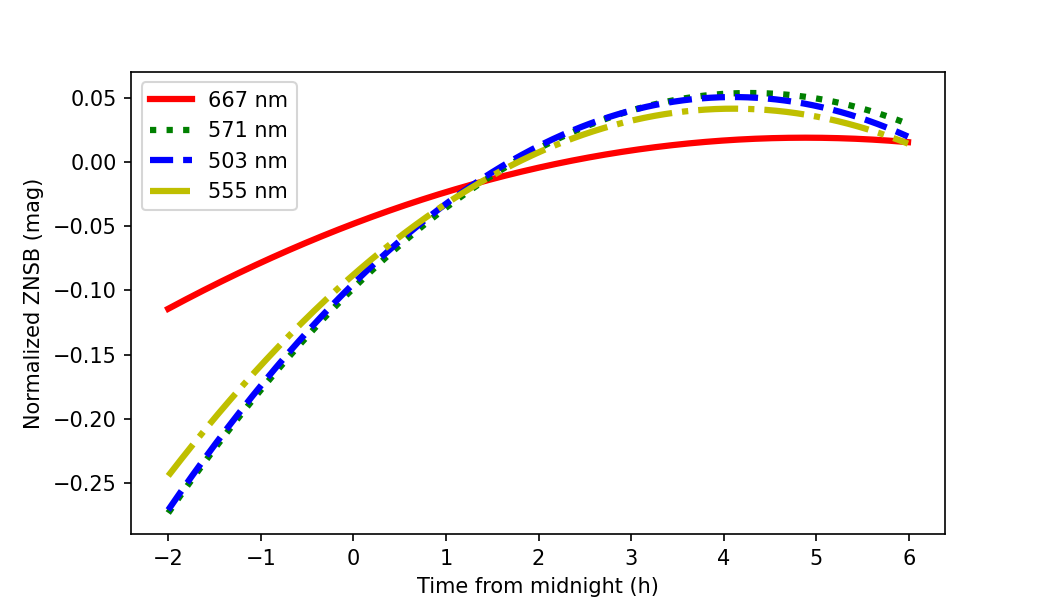 667 nm
571 nm
503 nm
555 nm
0.05
0.00
−0.05
−0.10
−0.15
−0.20
−0.25
Normalized ZNSB (mag)
−2 −1 0 1 2 3 4 5 6
Time from midnight (h)